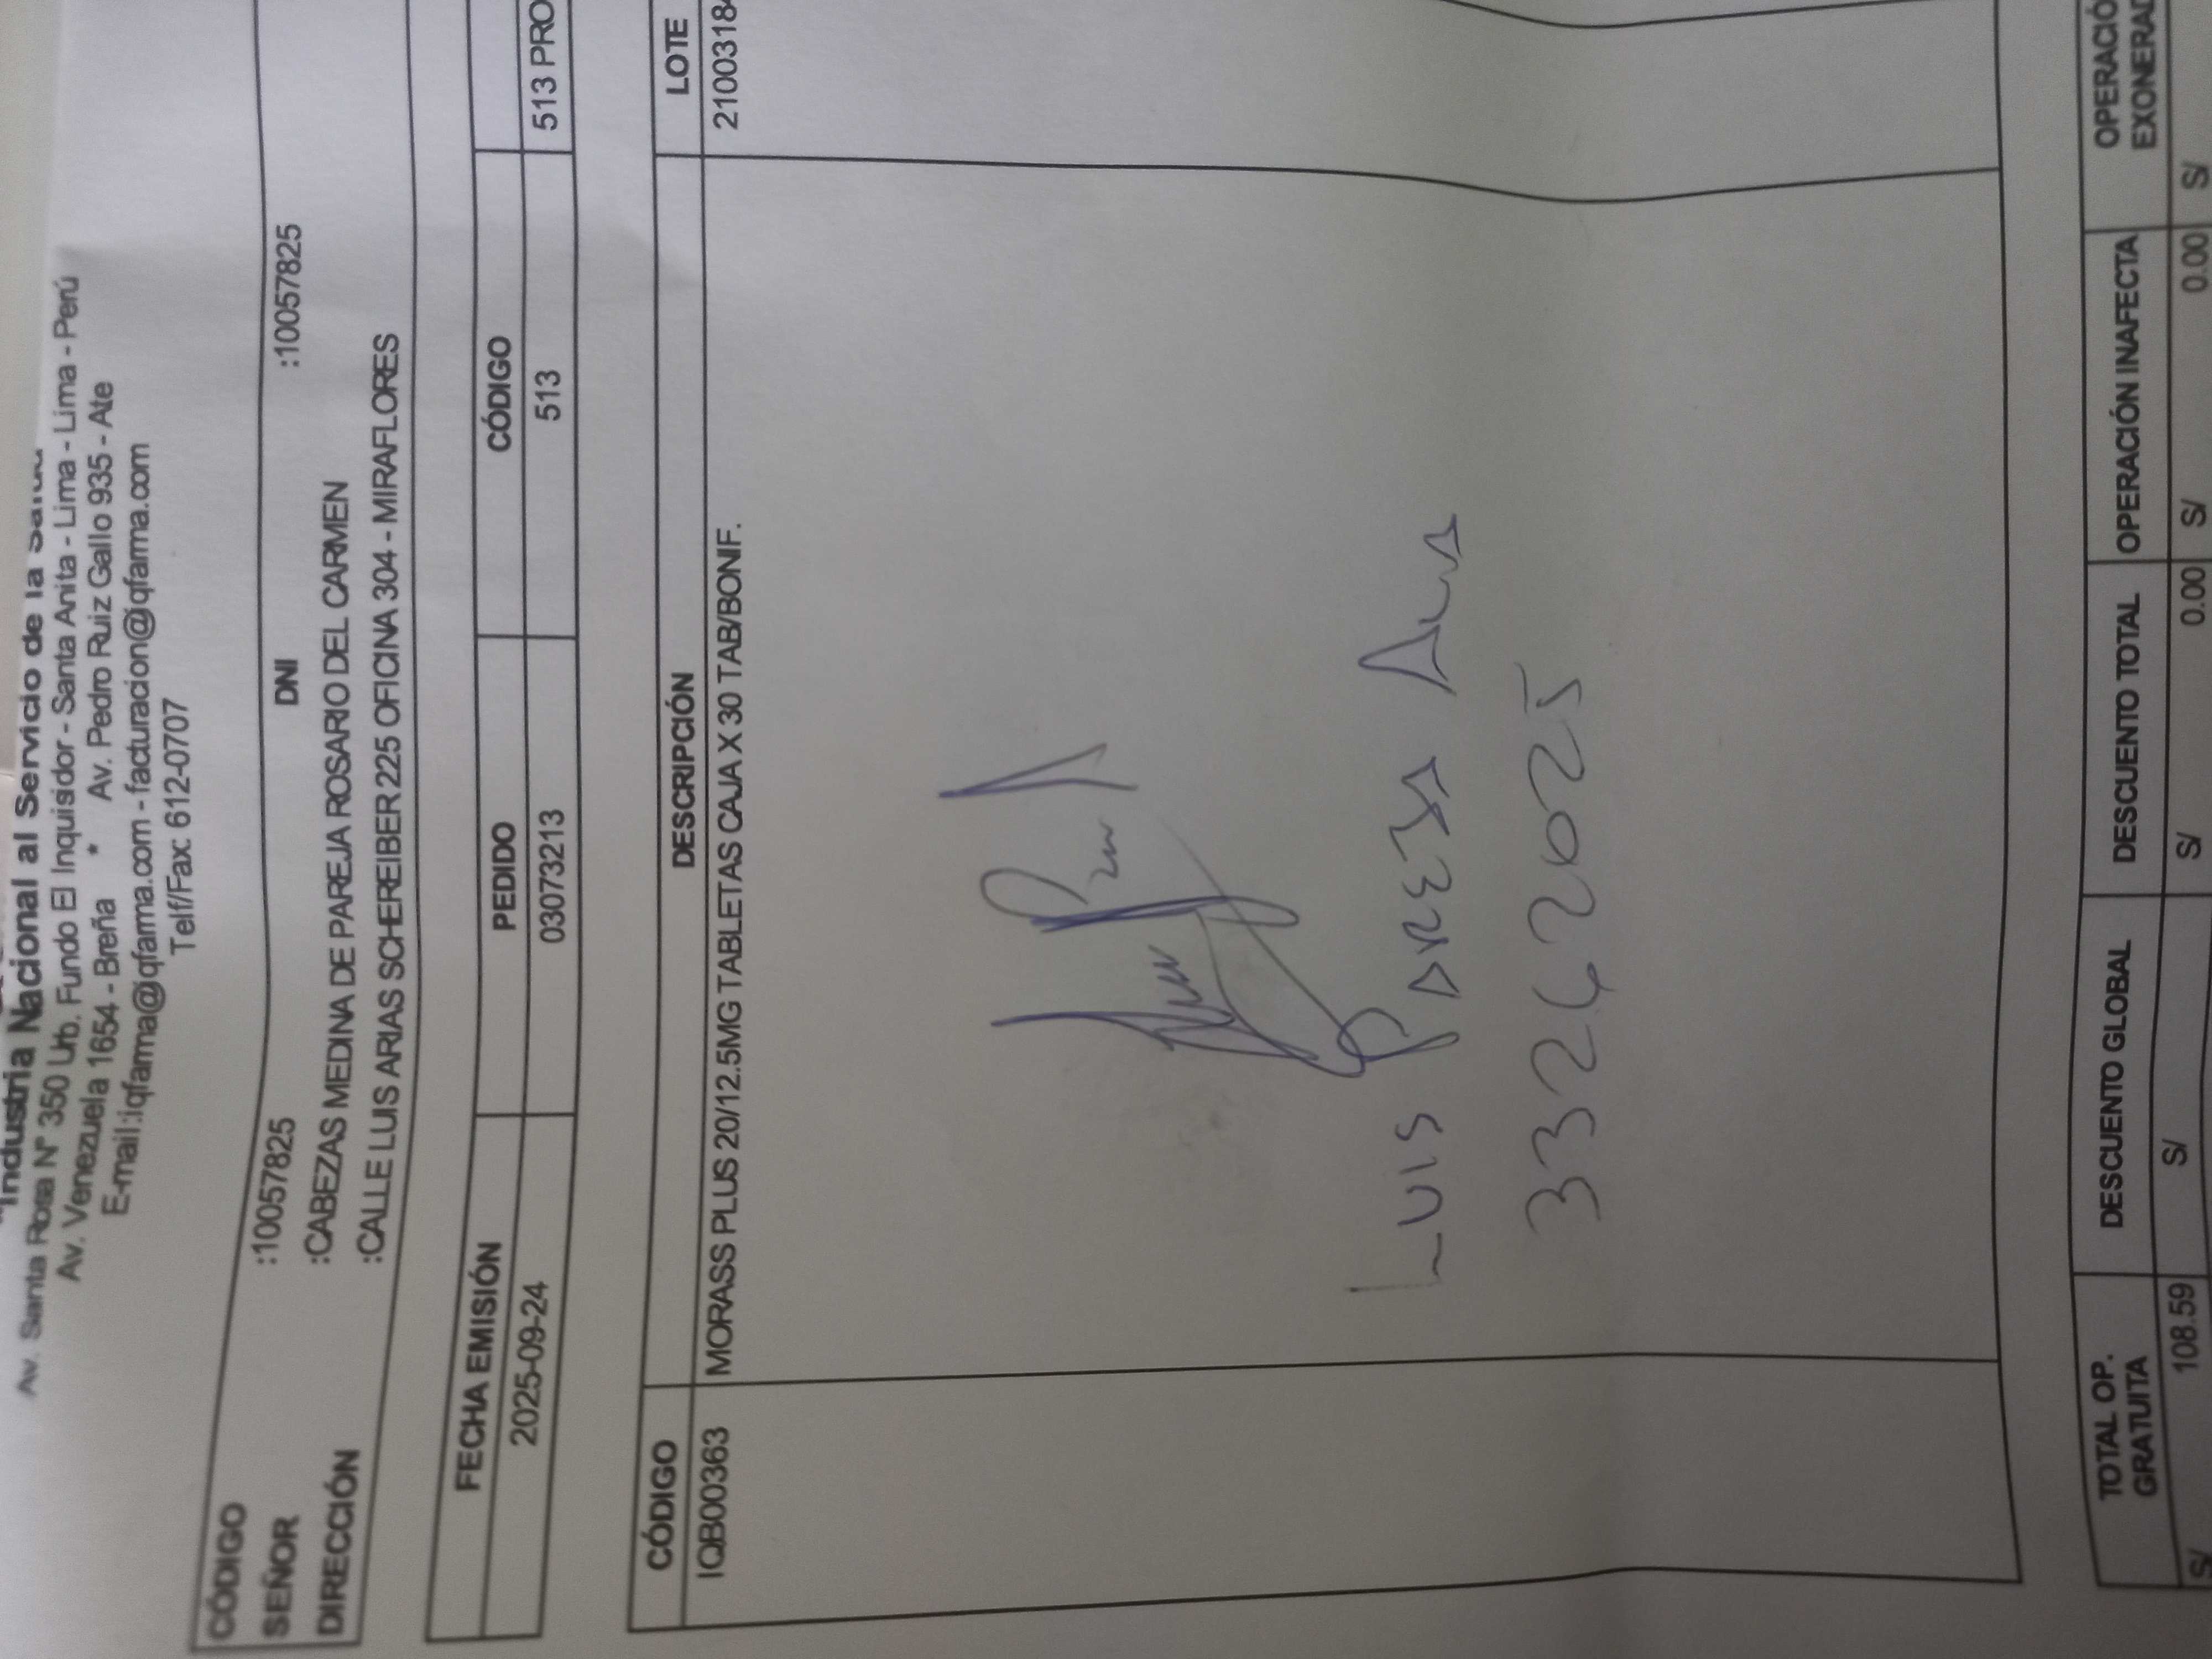 "Industria Nacional al Servicio de la Salud
Av. Santa Rosa N° 350 Urb. Fundo El Inquisidor - Santa Anita - Lima - Lima - Perú
Av. Venezuela 1654 - Breña * Av. Pedro Ruiz Gallo 935 - Ate
E-mail:iqfarma@iqfarma.com - facturacion@iqfarma.com
Telf/Fax: 612-0707
CÓDIGO :10057825 DNI :10057825
SEÑOR :CABEZAS MEDINA DE PAREJA ROSARIO DEL CARMEN
DIRECCIÓN :CALLE LUIS ARIAS SCHEREIBER 225 OFICINA 304 - MIRAFLORES
FECHA EMISIÓN PEDIDO CÓDIGO
2025-09-24 03073213 513 513 PRO
CÓDIGO DESCRIPCIÓN LOTE
IQB00363 MORASS PLUS 20/12.5MG TABLETAS CAJA X 30 TAB/BONIF.21003184
LUIS PAREJA
33262025
TOTAL OP. GRATUITA DESCUENTO GLOBAL DESCUENTO TOTAL OPERACIÓN INAFECTA OPERACIÓ EXONERAD
S/ 108.59 S/ S/ 0.00 S/ 0.00 S/